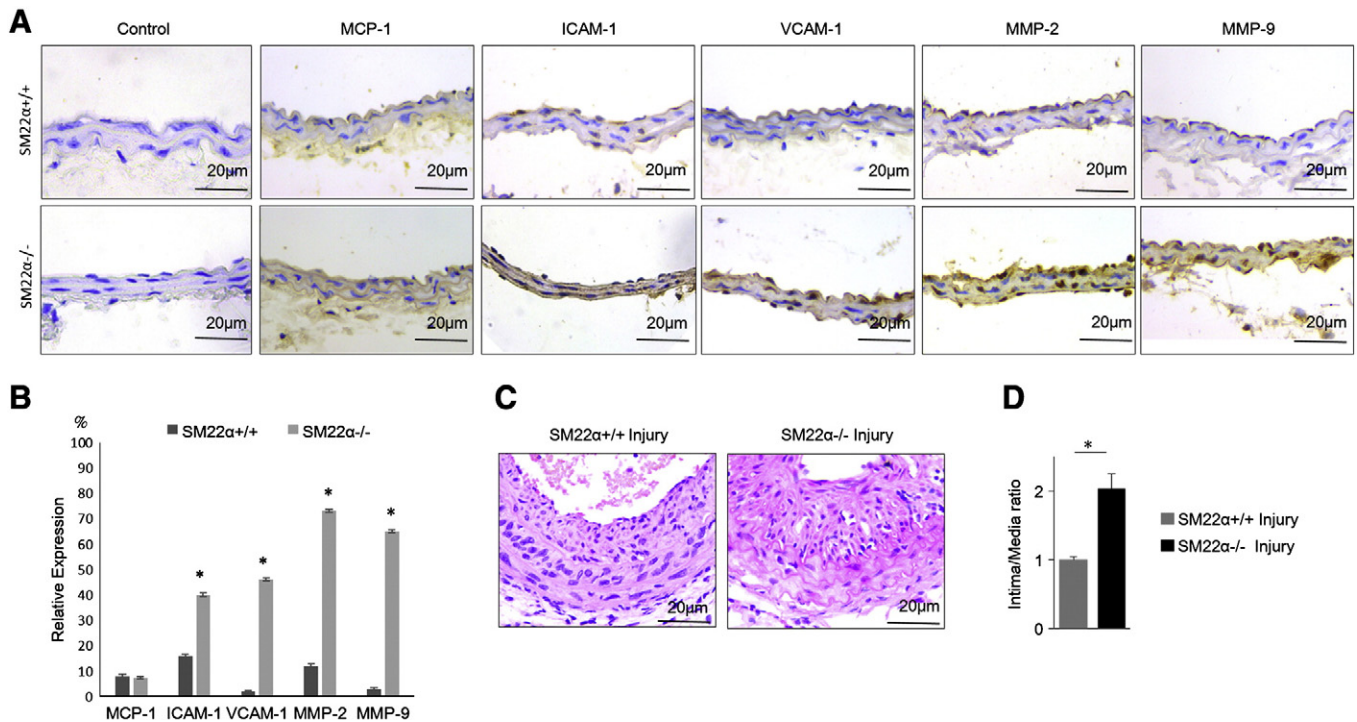 A
Control MCP-1 ICAM-1 VCAM-1 MMP-2 MMP-9
SM22α+/+
20µm 20µm 20µm 20µm 20µm 20µm
SM22α-/-
20µm 20µm 20µm 20µm 20µm 20µm
B
%
SM22α+/+ SM22α-/-
Relative Expression
100
90
80
70
60
50
40
30
20
10
0
* * * *
MCP-1 ICAM-1 VCAM-1 MMP-2 MMP-9
C
SM22α+/+ Injury SM22α-/- Injury
20µm 20µm
D
*
Intima/Media ratio
2
1
0
SM22α+/+ Injury
SM22α-/- Injury